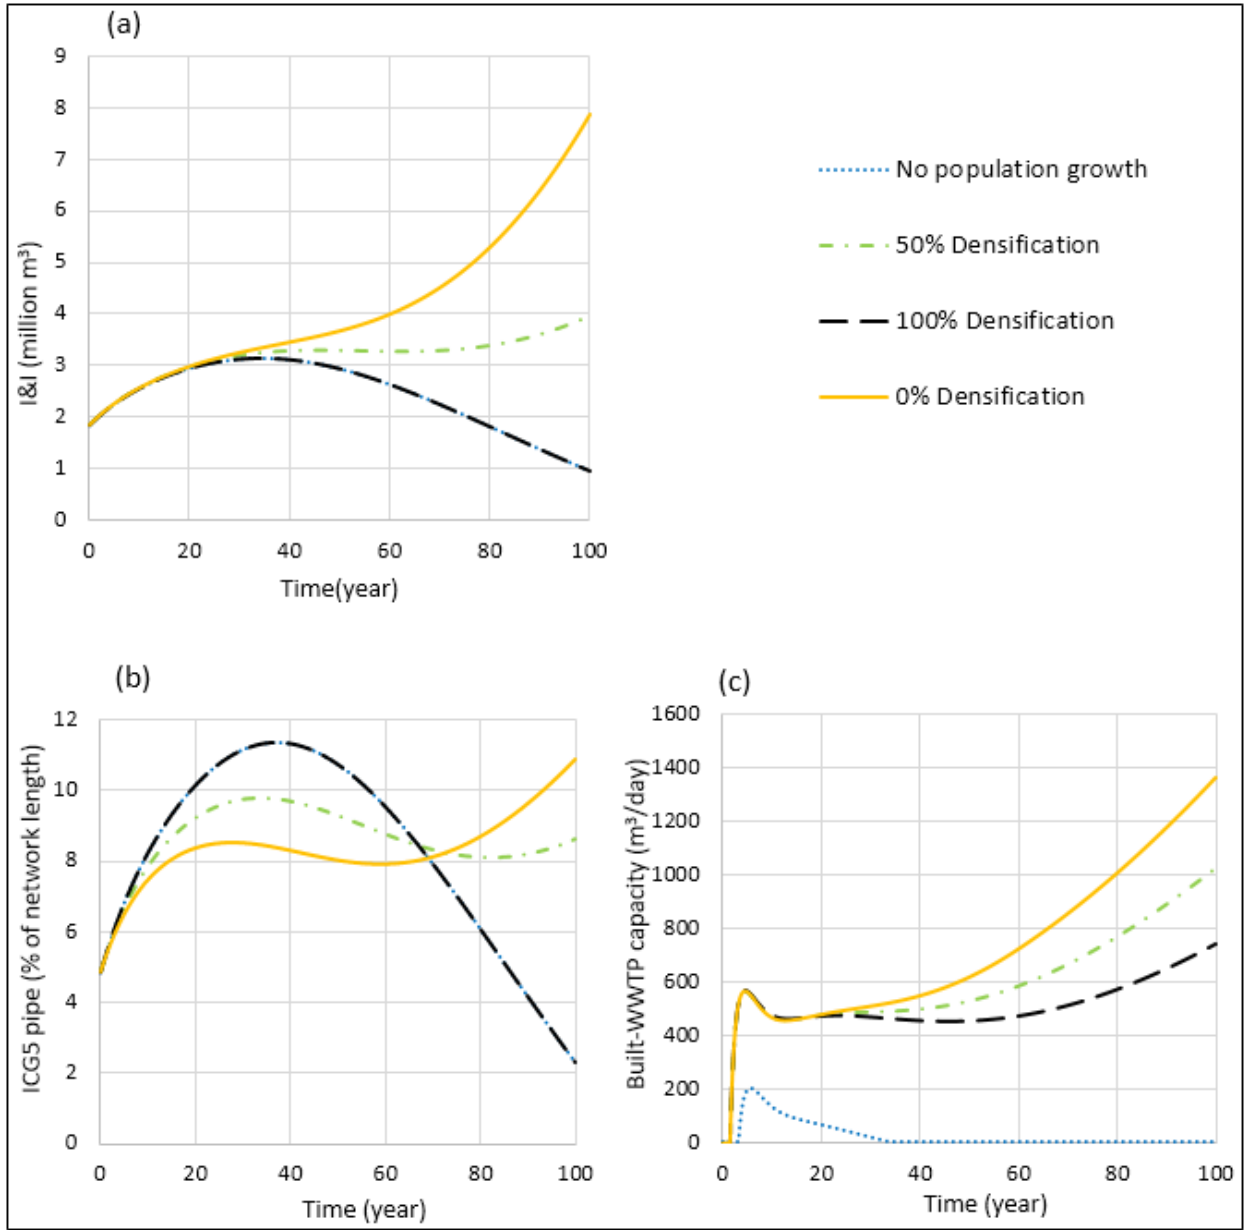 (a)
I&I (million m³)
9
8
7
6
5
4
3
2
1
0
0 20 40 60 80 100
Time(year)
No population growth
50% Densification
100% Densification
0% Densification
(b)
ICG5 pipe (% of network length)
12
10
8
6
4
2
0
0 20 40 60 80 100
Time (year)
(c)
Built-WWTP capacity (m³/day)
1600
1400
1200
1000
800
600
400
200
0
0 20 40 60 80 100
Time (year)